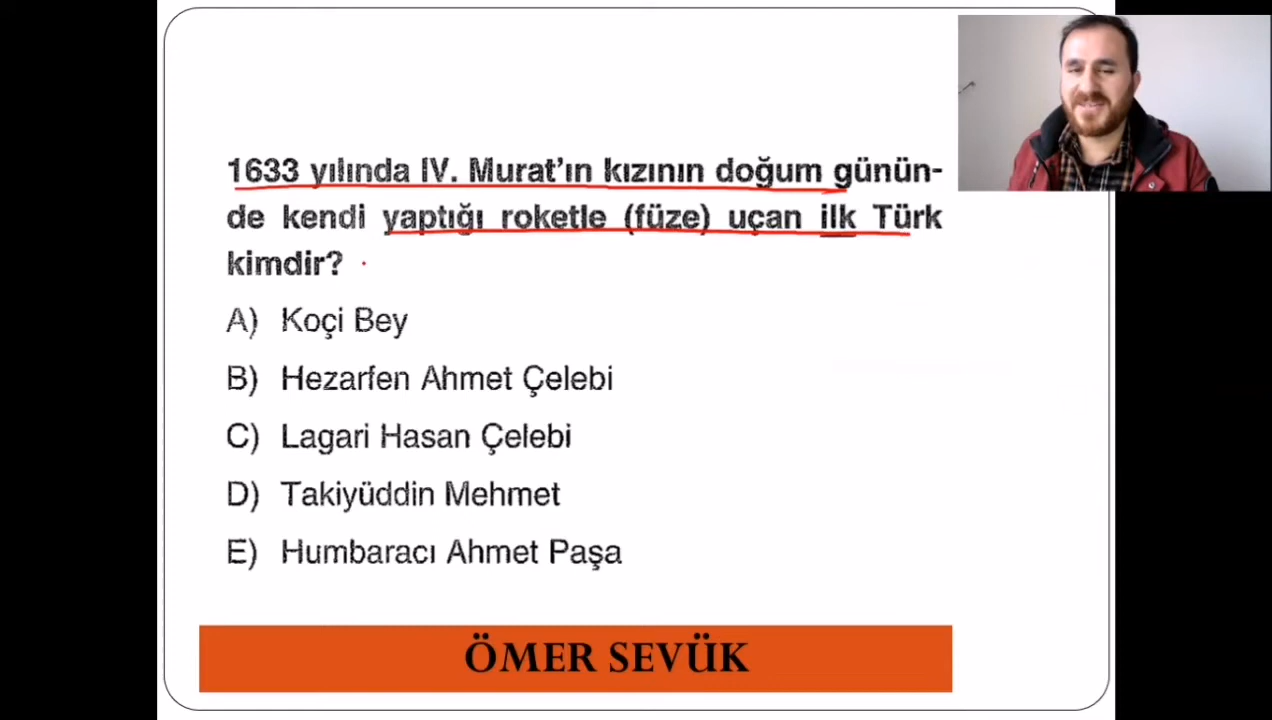 1633 yılında IV. Murat'ın kızının doğum günün-
de kendi yaptığı roketle (füze) uçan ilk Türk
kimdir?
A) Koçi Bey
B) Hezarfen Ahmet Çelebi
C) Lagari Hasan Çelebi
D) Takiyüddin Mehmet
E) Humbaracı Ahmet Paşa
ÖMER SEVÜK